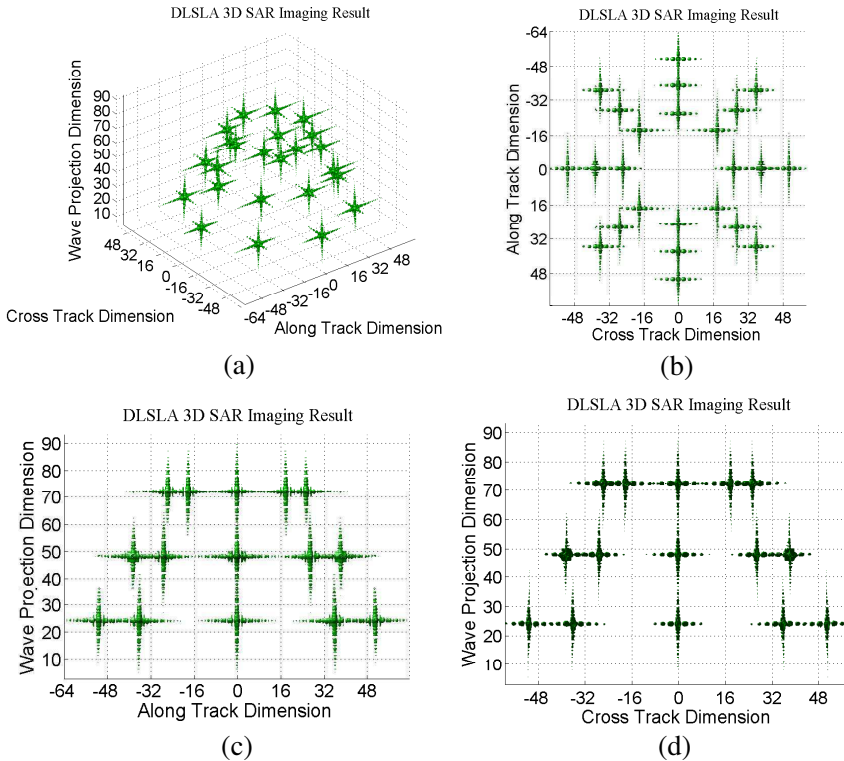 DLSLA 3D SAR Imaging Result
Wave Projection Dimension
90
80
70
60
50
40
30
20
10
48
32
16
0
-16
-32
-48
Cross Track Dimension
-64
-48
-32
-16
0
16
32
48
Along Track Dimension
(a)
DLSLA 3D SAR Imaging Result
Along Track Dimension
-64
-48
-32
-16
0
16
32
48
-48 -32 -16 0 16 32 48
Cross Track Dimension
(b)
DLSLA 3D SAR Imaging Result
Wave Projection Dimension
90
80
70
60
50
40
30
20
10
-64 -48 -32 -16 0 16 32 48
Along Track Dimension
(c)
DLSLA 3D SAR Imaging Result
Wave Projection Dimension
90
80
70
60
50
40
30
20
10
-48 -32 -16 0 16 32 48
Cross Track Dimension
(d)